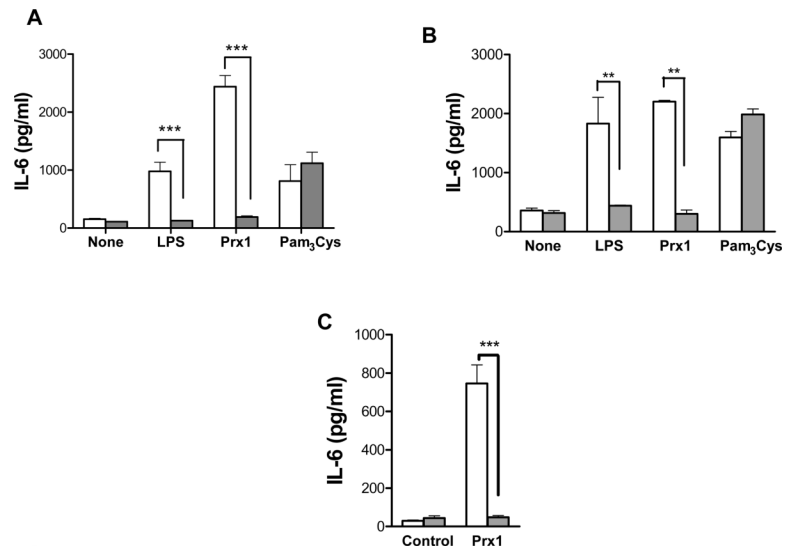 A
IL-6 (pg/ml)
3000
2000
1000
0
***
***
None LPS Prx1 Pam3Cys
B
IL-6 (pg/ml)
3000
2000
1000
0
**
**
None LPS Prx1 Pam3Cys
C
IL-6 (pg/ml)
1000
800
600
400
200
0
***
Control Prx1